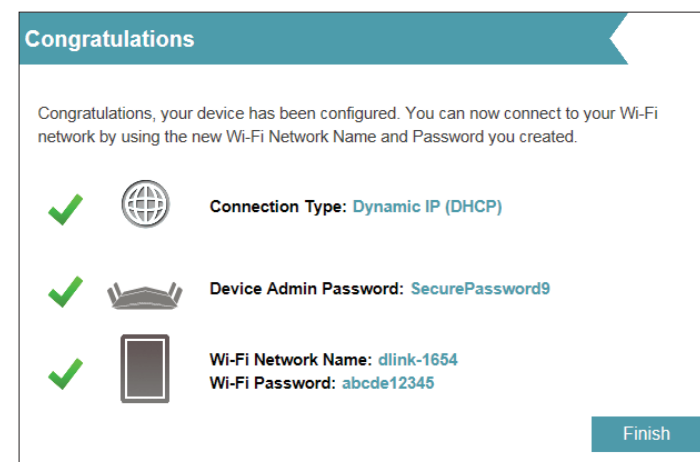 Congratulations
Congratulations, your device has been configured. You can now connect to your Wi-Fi
network by using the new Wi-Fi Network Name and Password you created.
Connection Type: Dynamic IP (DHCP)
Device Admin Password: SecurePassword9
Wi-Fi Network Name: dlink-1654
Wi-Fi Password: abcde12345
Finish